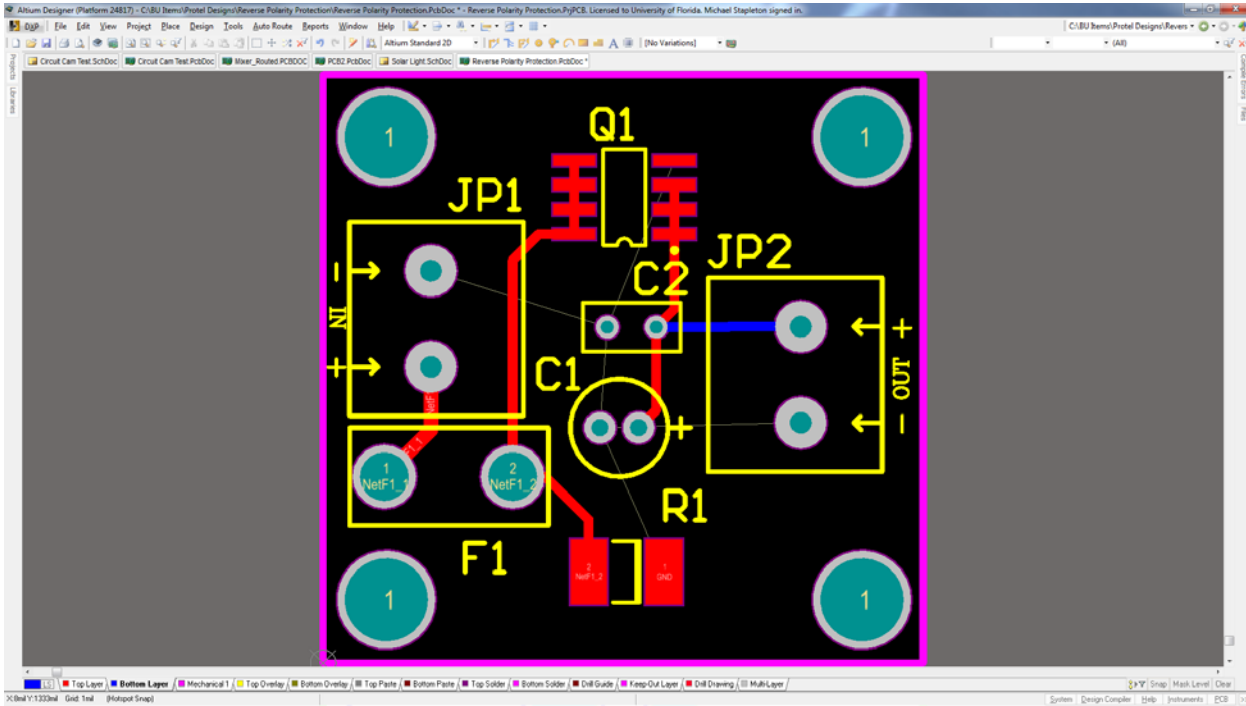 Altium Designer (Platform 24817) - C:\BU Items\Protel Designs\Reverse Polarity Protection\Reverse Polarity Protection.PcbDoc * - Reverse Polarity Protection.PrjPCB. Licensed to University of Florida. Michael Stapleton signed in.
DXP File Edit View Project Place Design Tools Auto Route Reports Window Help C:\BU Items\Protel Designs\Revers
Altium Standard 2D [No Variations] (All)
Circuit Cam Test.SchDoc Circuit Cam Test.PcbDoc Mixer_Routed.PCBDOC PCB2.PcbDoc Solar Light.SchDoc Reverse Polarity Protection.PcbDoc *
Projects
Libraries
Compile Errors
Files
1
1
Q1
JP1
JP2
C2
−
IN
+
+
OUT
−
C1
+
NetF1
F1_1
1
NetF1_1
2
NetF1_2
R1
F1
2
NetF1_2
1
GND
1
1
LS Top Layer Bottom Layer Mechanical 1 Top Overlay Bottom Overlay Top Paste Bottom Paste Top Solder Bottom Solder Drill Guide Keep-Out Layer Drill Drawing Multi-Layer Snap Mask Level Clear
X:8mil Y:1333mil Grid: 1mil (Hotspot Snap) System Design Compiler Help Instruments PCB